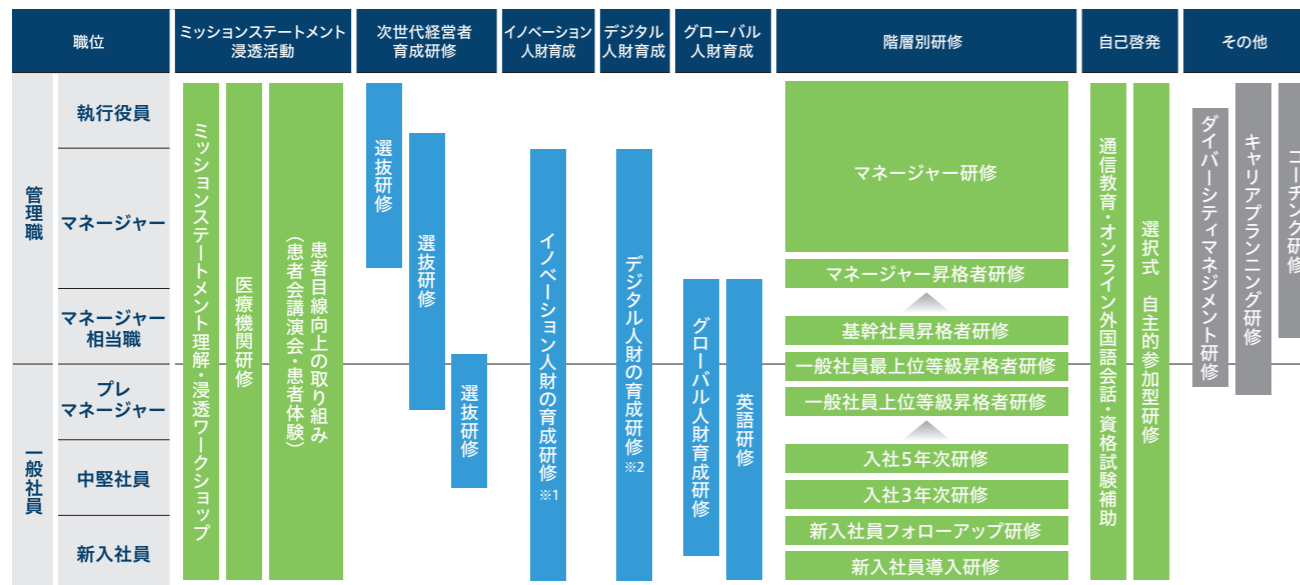 職位
ミッションステートメント
浸透活動
次世代経営者
育成研修
イノベーション
人財育成
デジタル
人財育成
グローバル
人財育成
階層別研修
自己啓発
その他
管理職
執行役員
マネージャー
マネージャー
相当職
一般社員
プレ
マネージャー
中堅社員
新入社員
ミッションステートメント理解・浸透ワークショップ
医療機関研修
患者目線向上の取り組み
(患者会講演会・患者体験)
選抜研修
選抜研修
選抜研修
イノベーション人財の育成研修 ※1
デジタル人財の育成研修 ※2
グローバル人財育成研修
英語研修
マネージャー研修
マネージャー昇格者研修
基幹社員昇格者研修
一般社員最上位等級昇格者研修
一般社員上位等級昇格者研修
入社5年次研修
入社3年次研修
新入社員フォローアップ研修
新入社員導入研修
通信教育・オンライン外国語会話・資格試験補助
選択式 自主的参加型研修
ダイバーシティマネジメント研修
キャリアプランニング研修
コーチング研修